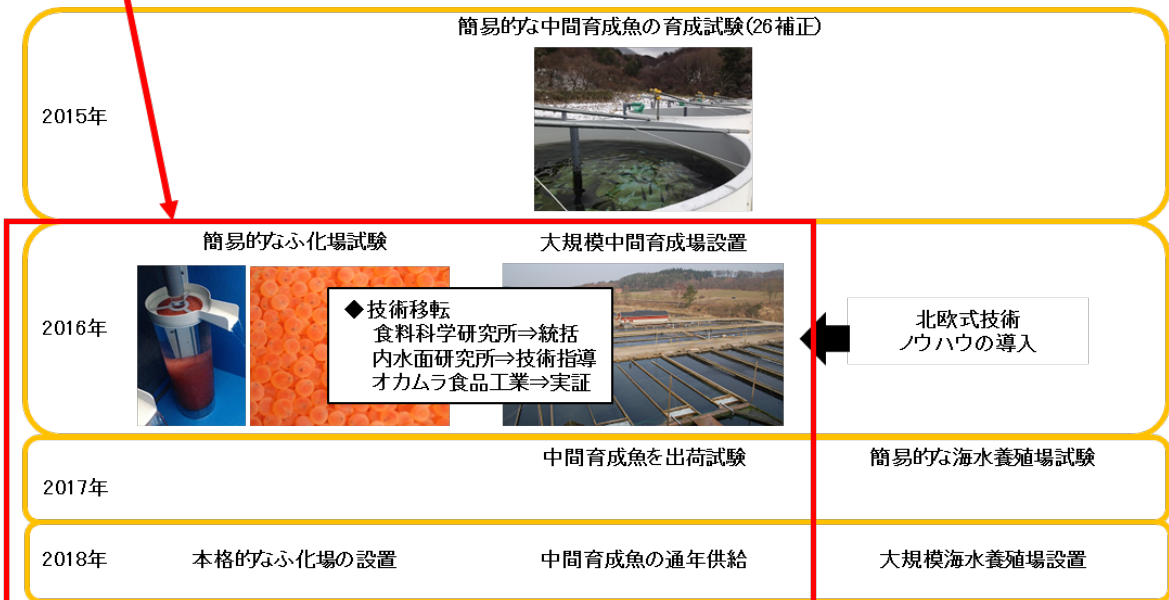 簡易的な中間育成魚の育成試験(26補正)
2015年
簡易的なふ化場試験
大規模中間育成場設置
2016年
◆技術移転
食料科学研究所⇒統括
内水面研究所⇒技術指導
オカムラ食品工業⇒実証
北欧式技術
ノウハウの導入
中間育成魚を出荷試験
簡易的な海水養殖場試験
2017年
2018年
本格的なふ化場の設置
中間育成魚の通年供給
大規模海水養殖場設置